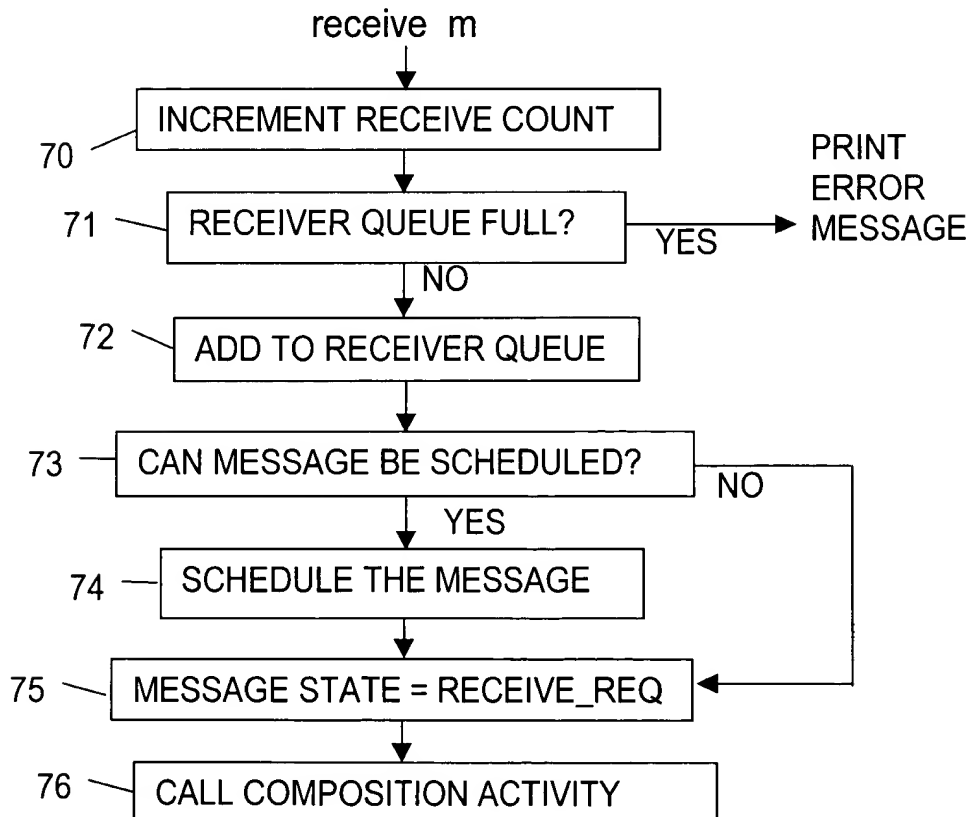 receive m
70
INCREMENT RECEIVE COUNT
71
RECEIVER QUEUE FULL?
YES
PRINT
ERROR
MESSAGE
NO
72
ADD TO RECEIVER QUEUE
73
CAN MESSAGE BE SCHEDULED?
NO
YES
74
SCHEDULE THE MESSAGE
75
MESSAGE STATE = RECEIVE_REQ
76
CALL COMPOSITION ACTIVITY